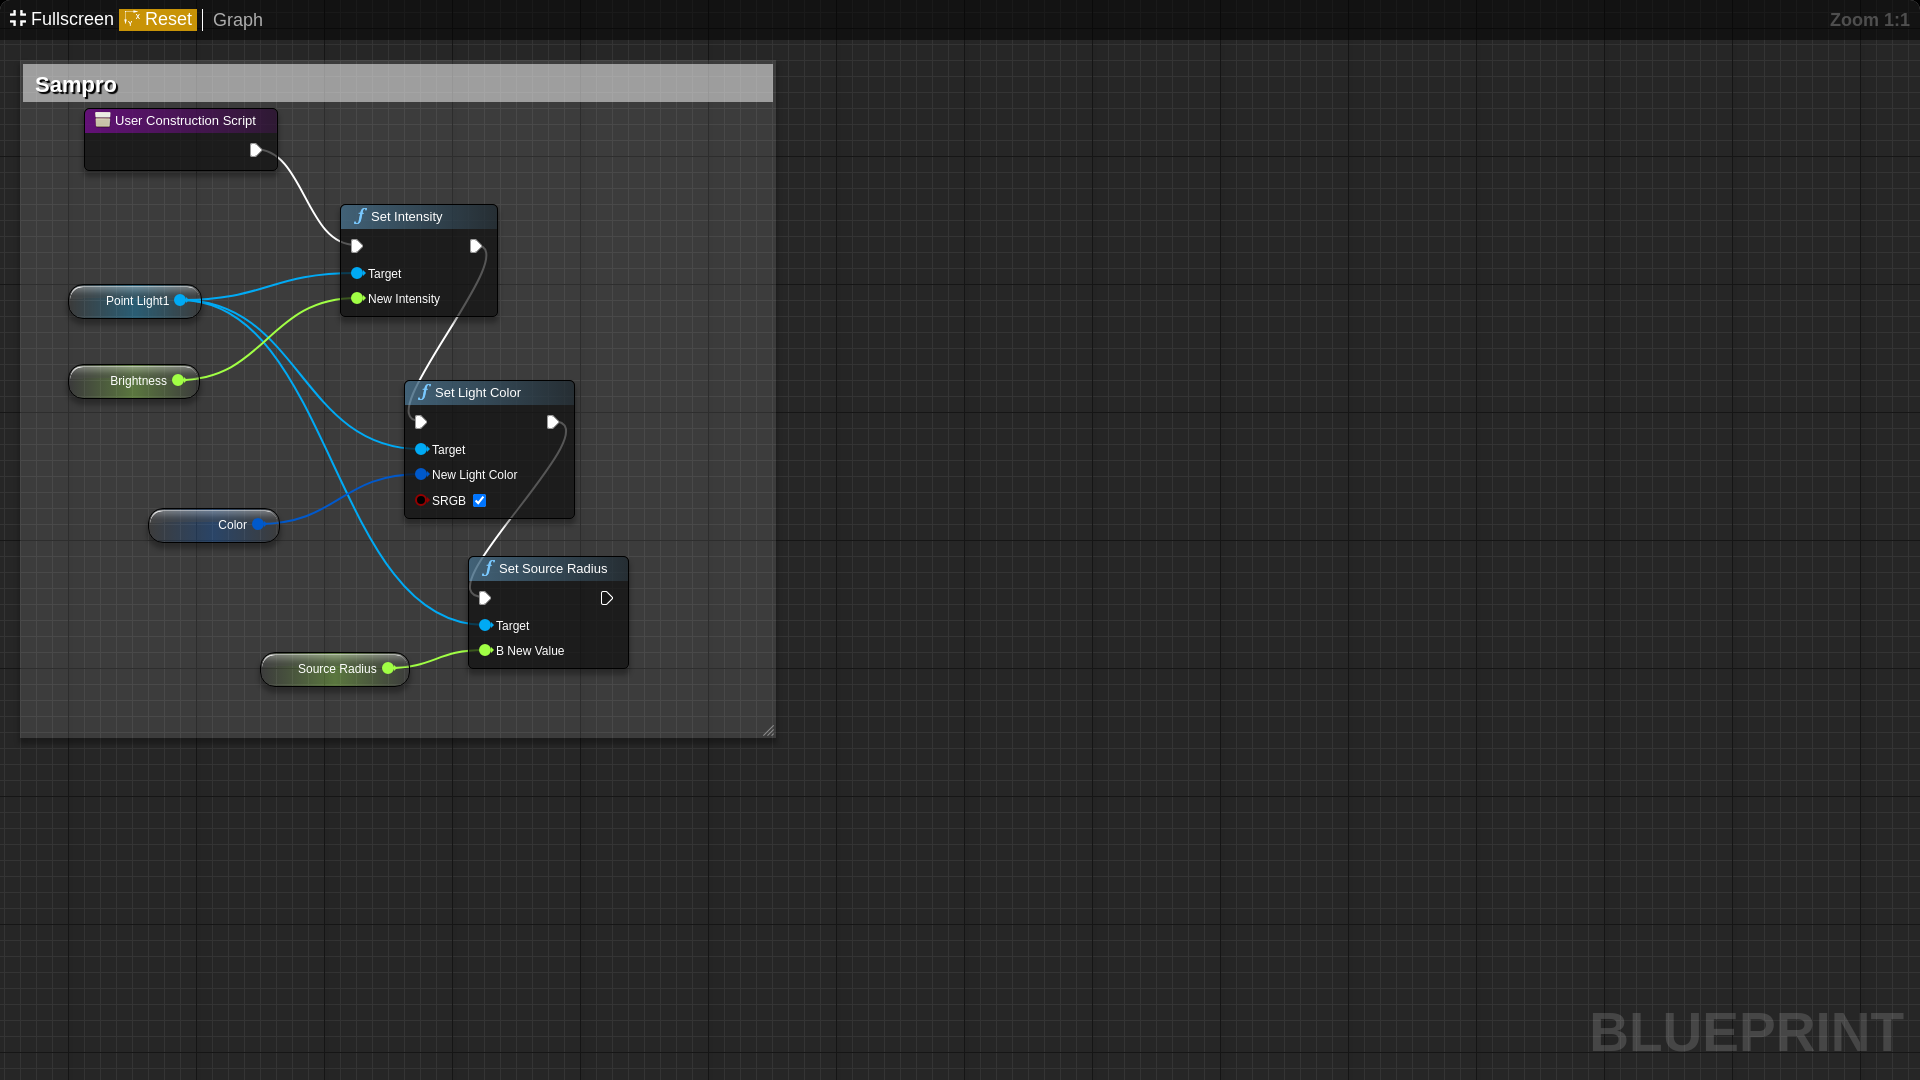 Fullscreen Reset Graph Zoom 1:1
Sampro
User Construction Script
Set Intensity
Target
New Intensity
Point Light1
Brightness
Set Light Color
Target
New Light Color
SRGB
Color
Set Source Radius
Target
B New Value
Source Radius
BLUEPRINT